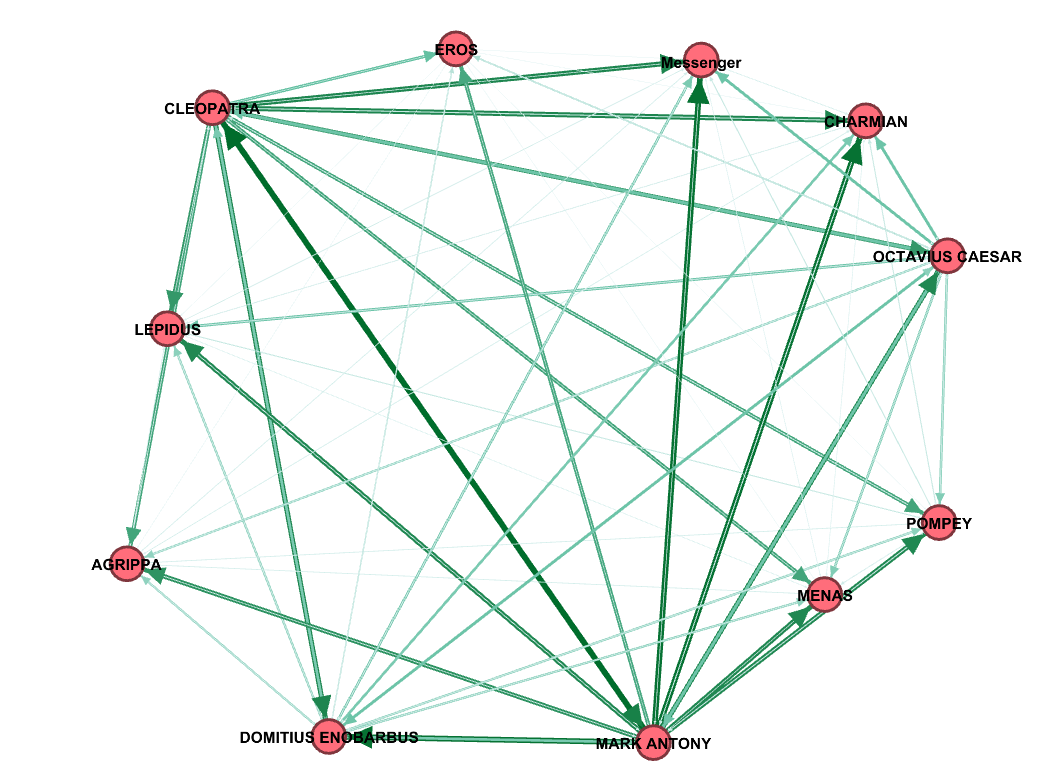 EROS
Messenger
CLEOPATRA
CHARMIAN
OCTAVIUS CAESAR
LEPIDUS
POMPEY
AGRIPPA
MENAS
DOMITIUS ENOBARBUS
MARK ANTONY